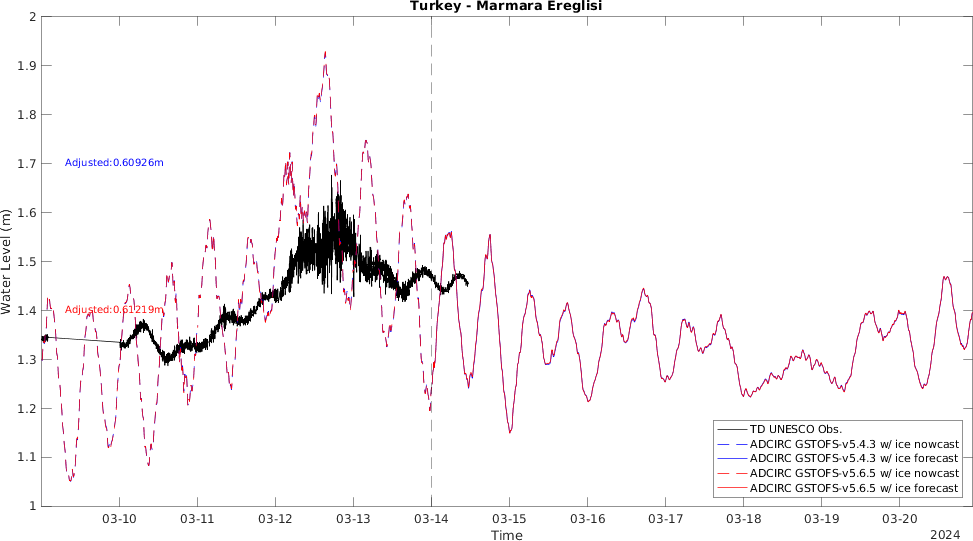 Turkey - Marmara Ereglisi
2
1.9
1.8
1.7
1.6
1.5
1.4
1.3
1.2
1.1
1
Water Level (m)
Adjusted:0.60926m
Adjusted:0.61219m
TD UNESCO Obs.
ADCIRC GSTOFS-v5.4.3 w/ ice nowcast
ADCIRC GSTOFS-v5.4.3 w/ ice forecast
ADCIRC GSTOFS-v5.6.5 w/ ice nowcast
ADCIRC GSTOFS-v5.6.5 w/ ice forecast
03-10 03-11 03-12 03-13 03-14 03-15 03-16 03-17 03-18 03-19 03-20
Time
2024